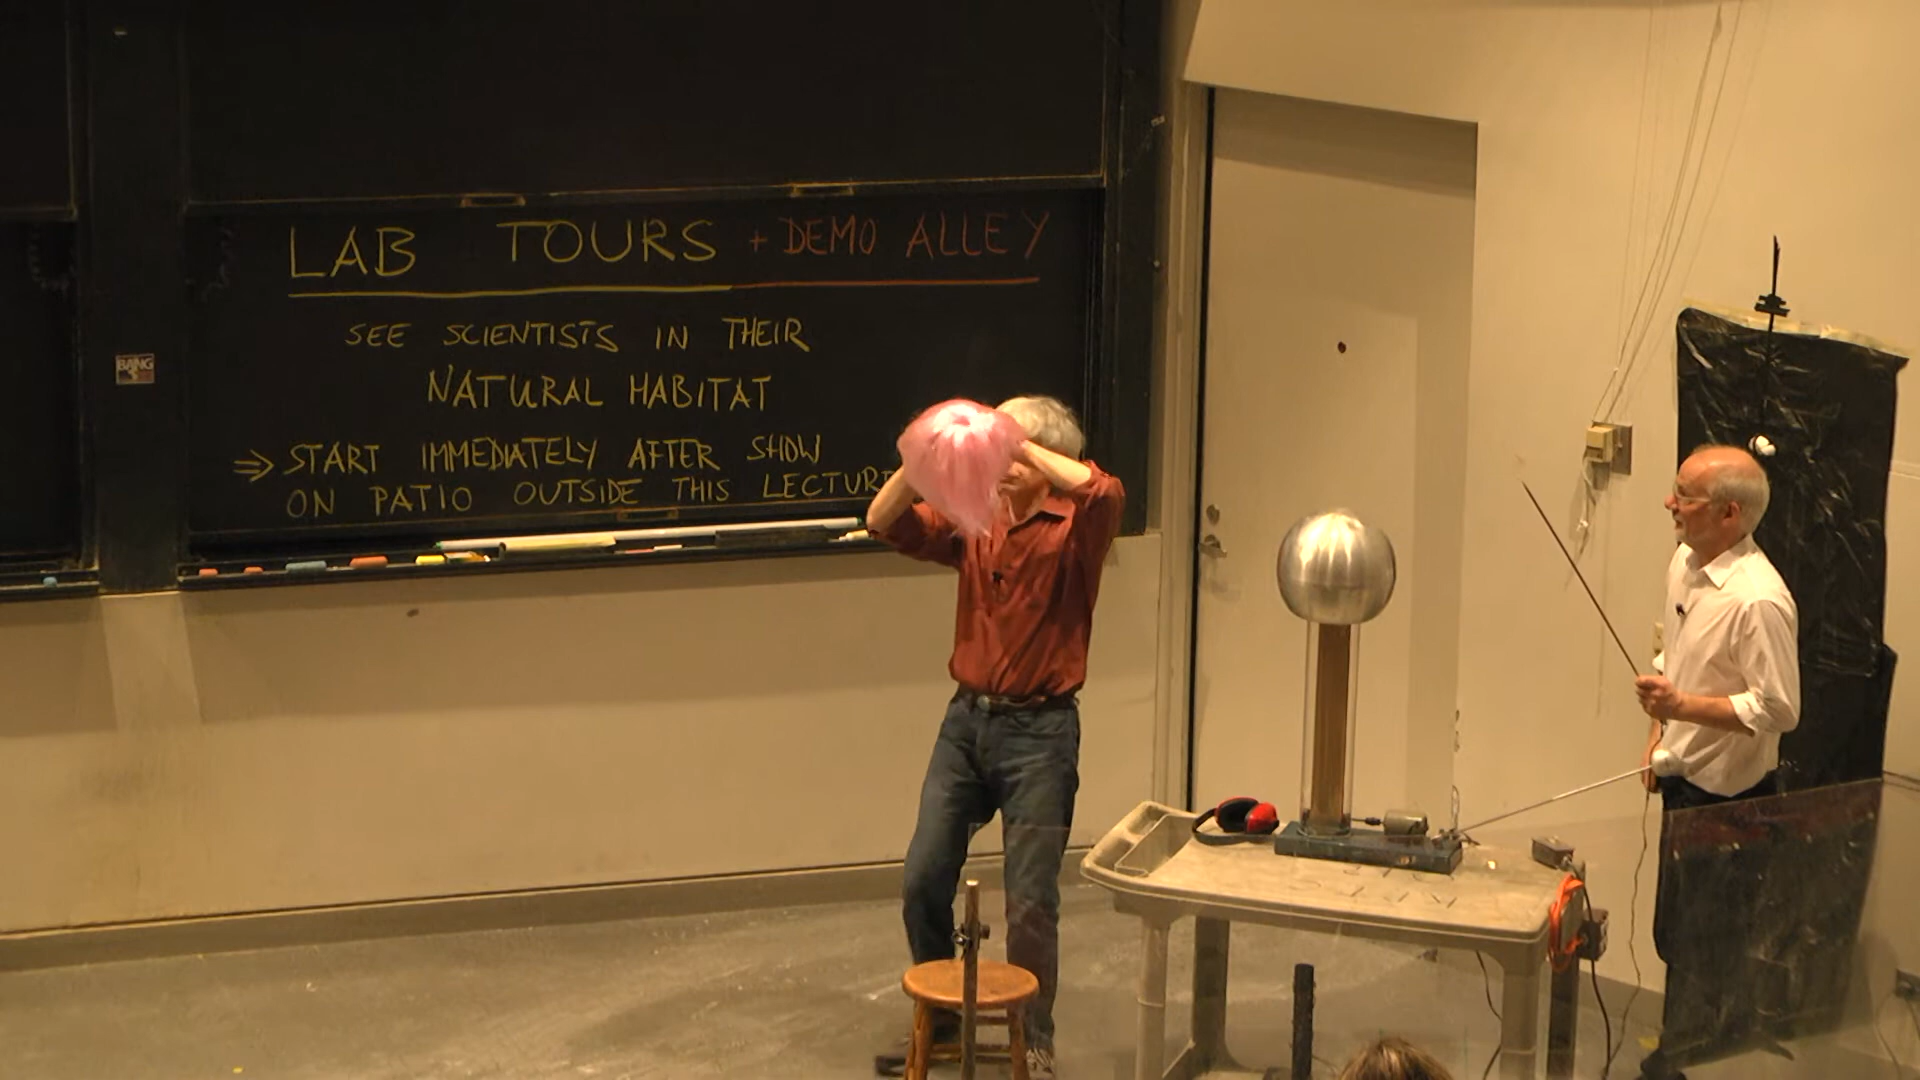 LAB TOURS + DEMO ALLEY
SEE SCIENTISTS IN THEIR
NATURAL HABITAT
⇒ START IMMEDIATELY AFTER SHOW
ON PATIO OUTSIDE THIS LECTURE
BANG